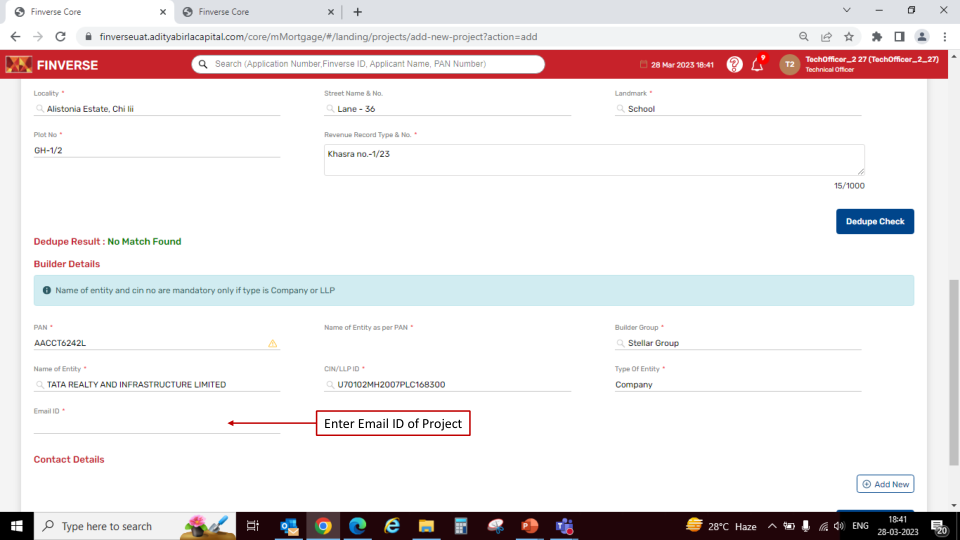 Finverse Core
Finverse Core
finverseuat.adityabirlacapital.com/core/mMortgage/#/landing/projects/add-new-project?action=add
FINVERSE
Search (Application Number,Finverse ID, Applicant Name, PAN Number)
28 Mar 2023 18:41
T2
TechOfficer_2 27 (TechOfficer_2_27)
Technical Officer
Locality *
Street Name & No.
Landmark *
Alistonia Estate, Chi Iii
Lane - 36
School
Plot No *
Revenue Record Type & No. *
GH-1/2
Khasra no.-1/23
15/1000
Dedupe Check
Dedupe Result : No Match Found
Builder Details
Name of entity and cin no are mandatory only if type is Company or LLP
PAN *
Name of Entity as per PAN *
Builder Group *
AACCT6242L
Stellar Group
Name of Entity *
CIN/LLP ID *
Type Of Entity *
TATA REALTY AND INFRASTRUCTURE LIMITED
U70102MH2007PLC168300
Company
Email ID *
Enter Email ID of Project
Contact Details
Add New
Type here to search
28°C Haze
ENG
18:41
28-03-2023
20